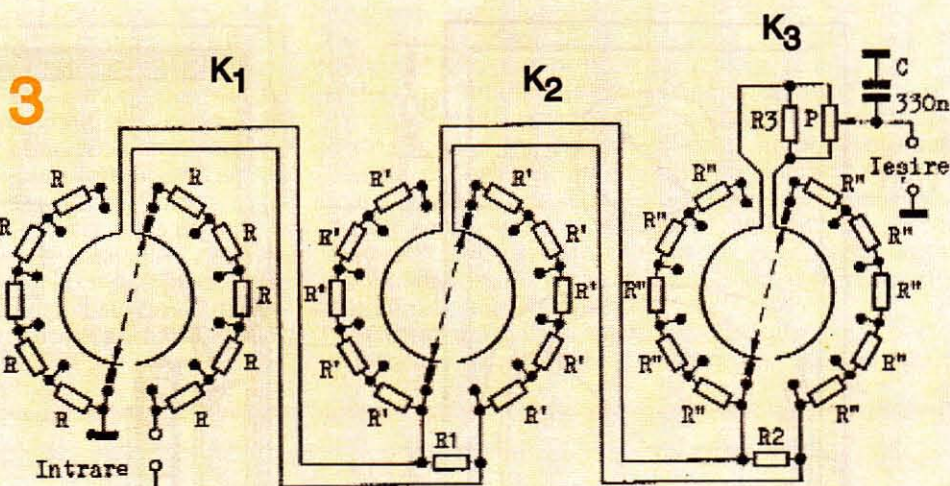 K3
K1
K2
3
C
330n
R3 P
Iesire
R R R' R' R" R"
R R R' R' R" R"
R R' R' R" R"
R R R' R' R" R"
R R R' R' R" R"
R1 R2
Intrare